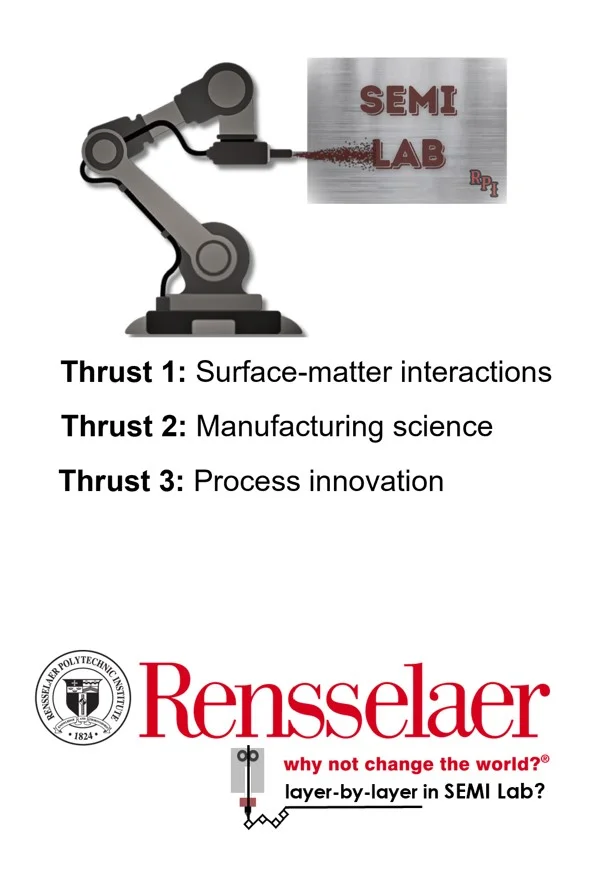 SEMI
LAB
RPI
Thrust 1: Surface-matter interactions
Thrust 2: Manufacturing science
Thrust 3: Process innovation
RENSSELAER POLYTECHNIC INSTITUTE
• 1824 •
Rensselaer
why not change the world?®
layer-by-layer in SEMI Lab?